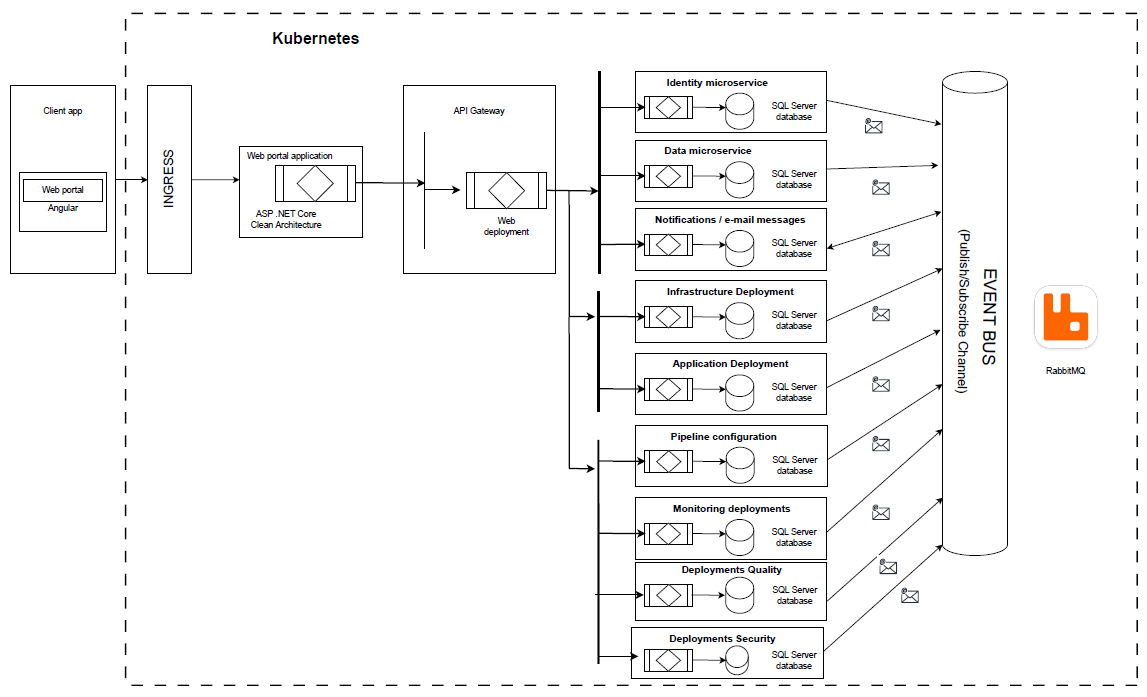 Kubernetes
Client app
Web portal
Angular
INGRESS
Web portal application
ASP .NET Core
Clean Architecture
API Gateway
Web
deployment
Identity microservice
SQL Server
database
Data microservice
SQL Server
database
Notifications / e-mail messages
SQL Server
database
Infrastructure Deployment
SQL Server
database
Application Deployment
SQL Server
database
Pipeline configuration
SQL Server
database
Monitoring deployments
SQL Server
database
Deployments Quality
SQL Server
database
Deployments Security
SQL Server
database
EVENT BUS
(Publish/Subscribe Channel)
RabbitMQ